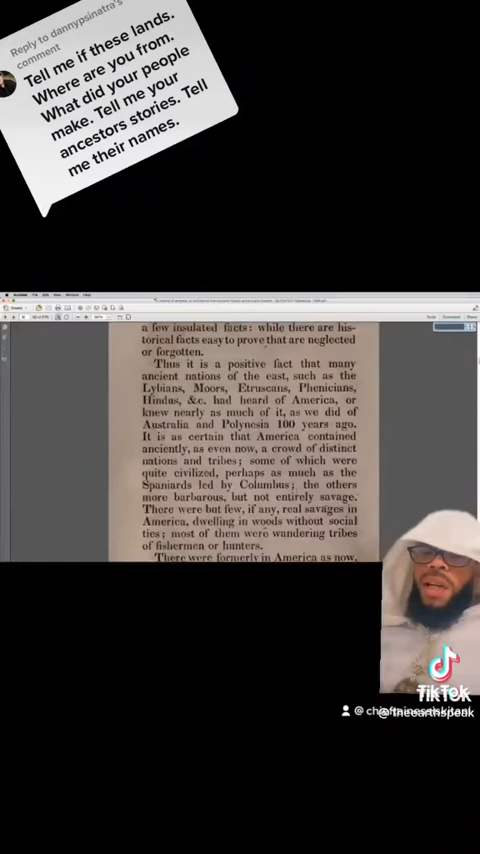 Reply to dannypsinatra's
comment
Tell me if these lands.
Where are you from.
What did your people
make. Tell me your
ancestors stories. Tell
me their names.
a few insulated facts: while there are his-
torical facts easy to prove that are neglected
or forgotten.
Thus it is a positive fact that many
ancient nations of the east, such as the
Lybians, Moors, Etruscans, Phenicians,
Hindus, &c. had heard of America, or
knew nearly as much of it, as we did of
Australia and Polynesia 100 years ago.
It is as certain that America contained
anciently, as even now, a crowd of distinct
nations and tribes; some of which were
quite civilized, perhaps as much as the
Spaniards led by Columbus; the others
more barbarous, but not entirely savage.
There were but few, if any, real savages in
America, dwelling in woods without social
ties; most of them were wandering tribes
of fishermen or hunters.
There were formerly in America as now,
TikTok
@theearthspeak